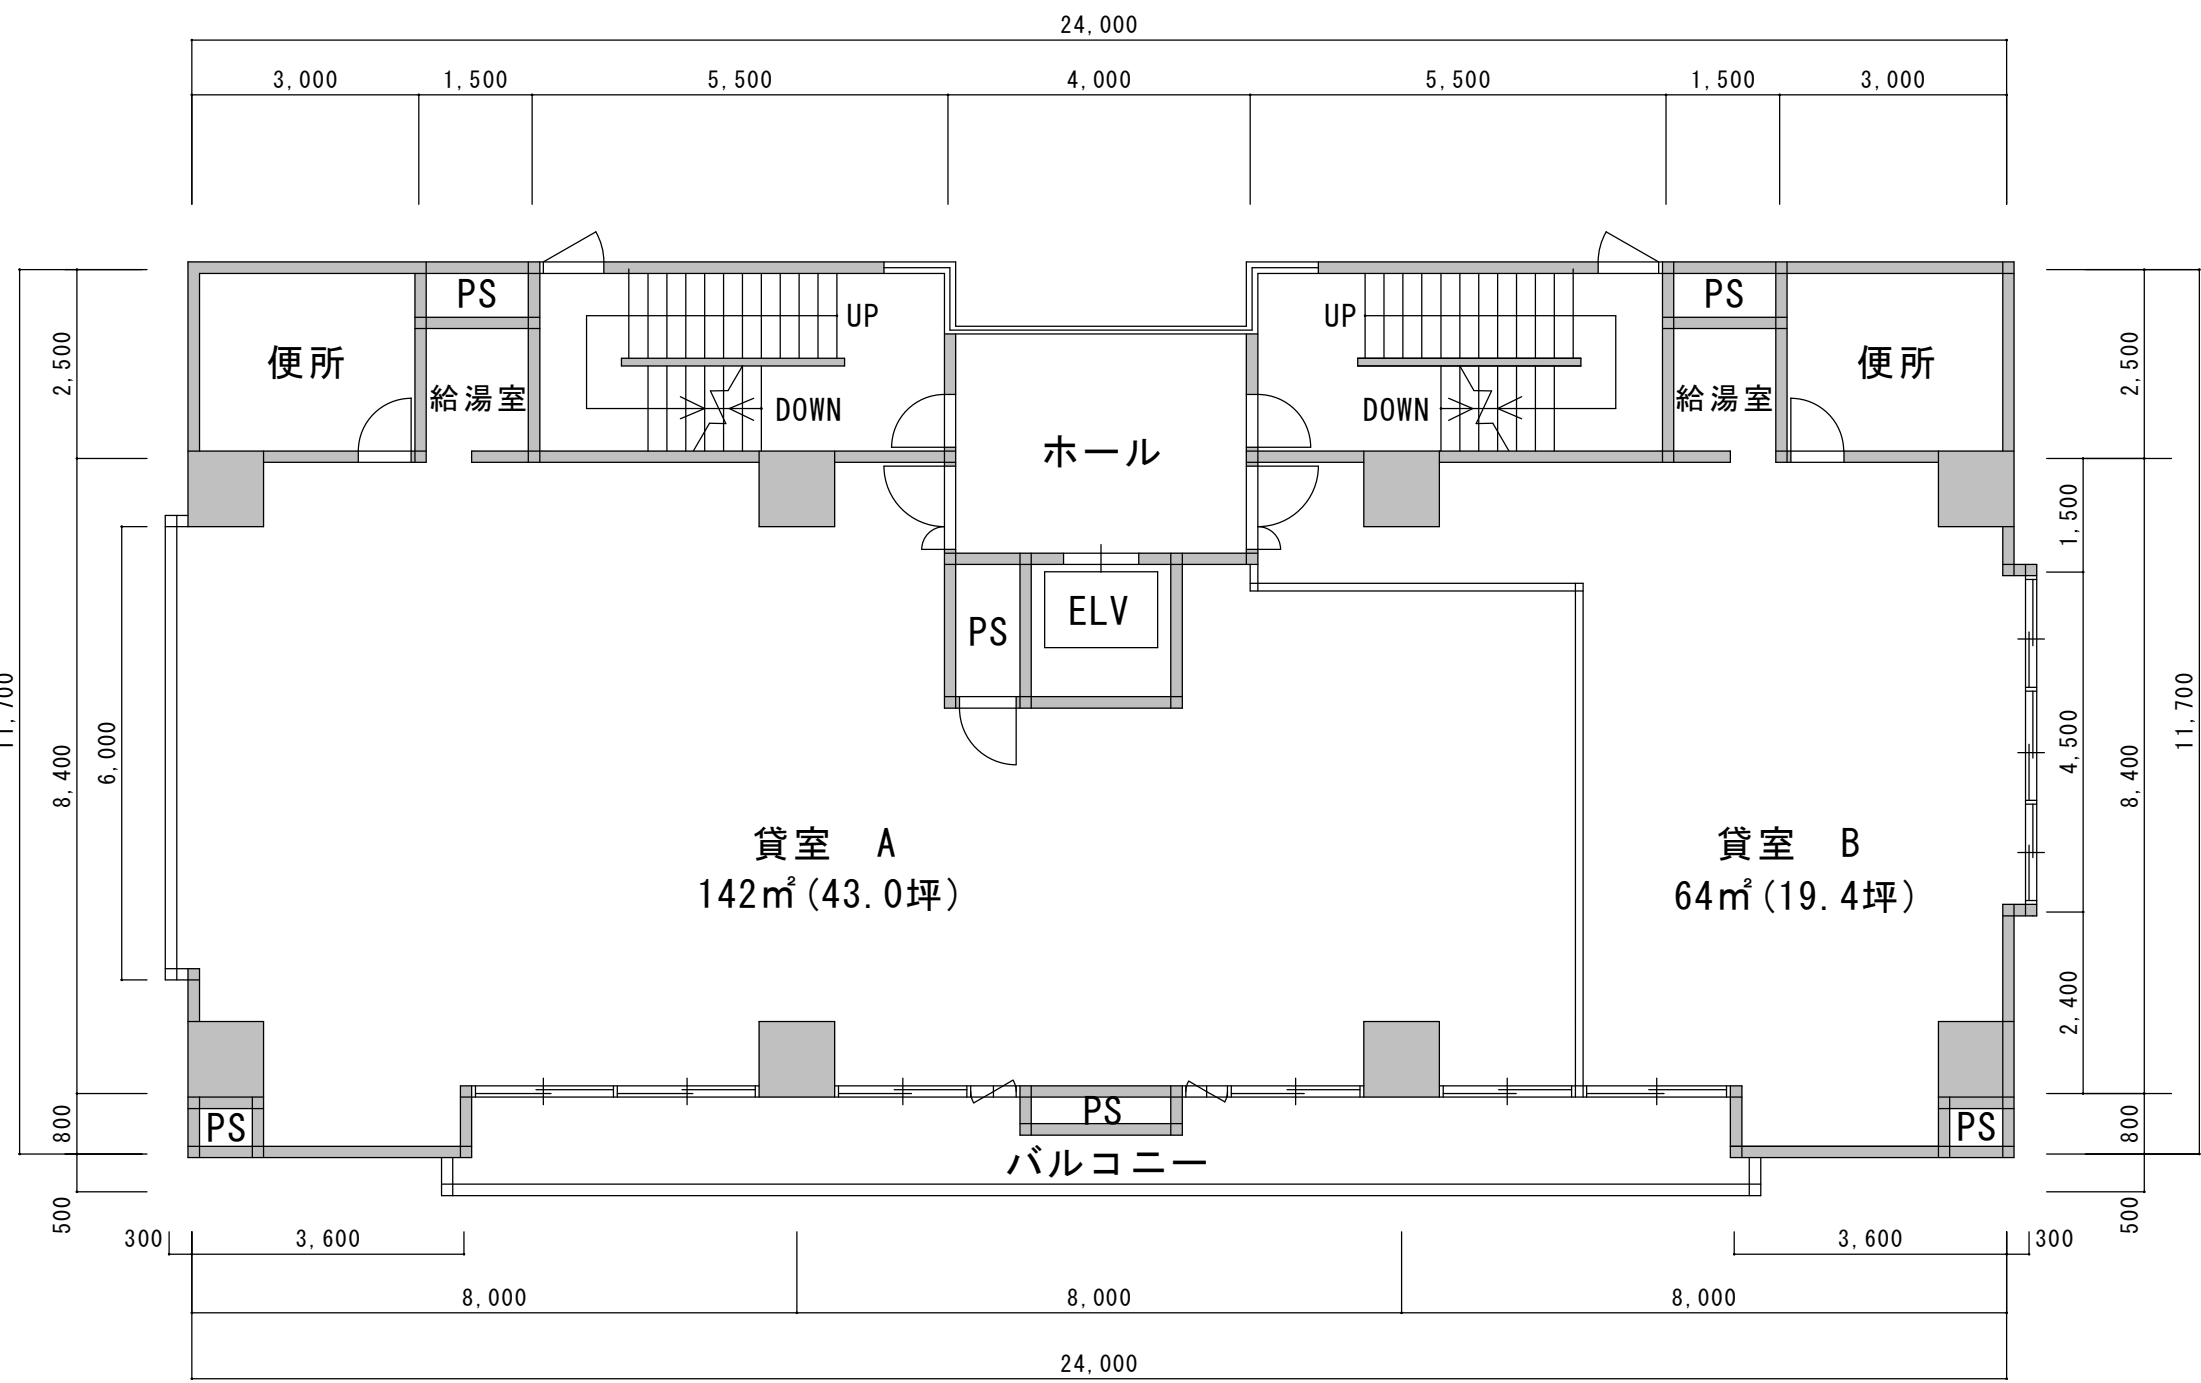 24,000
3,000 1,500 5,500 4,000 5,500 1,500 3,000
PS UP UP PS
便所 給湯室 DOWN DOWN 給湯室 便所
ホール
2,500 2,500
1,500
PS ELV
11,700 8,400 6,000
4,500 8,400 11,700
貸室 A
142㎡(43.0坪)
貸室 B
64㎡(19.4坪)
2,400
800 PS PS PS 800
バルコニー
500 500
300 3,600 3,600 300
8,000 8,000 8,000
24,000